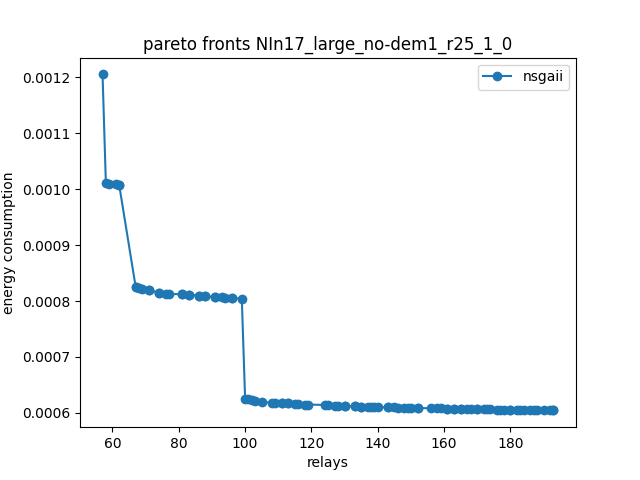 pareto fronts NIn17_large_no-dem1_r25_1_0
nsgaii
energy consumption
0.0012
0.0011
0.0010
0.0009
0.0008
0.0007
0.0006
60 80 100 120 140 160 180
relays